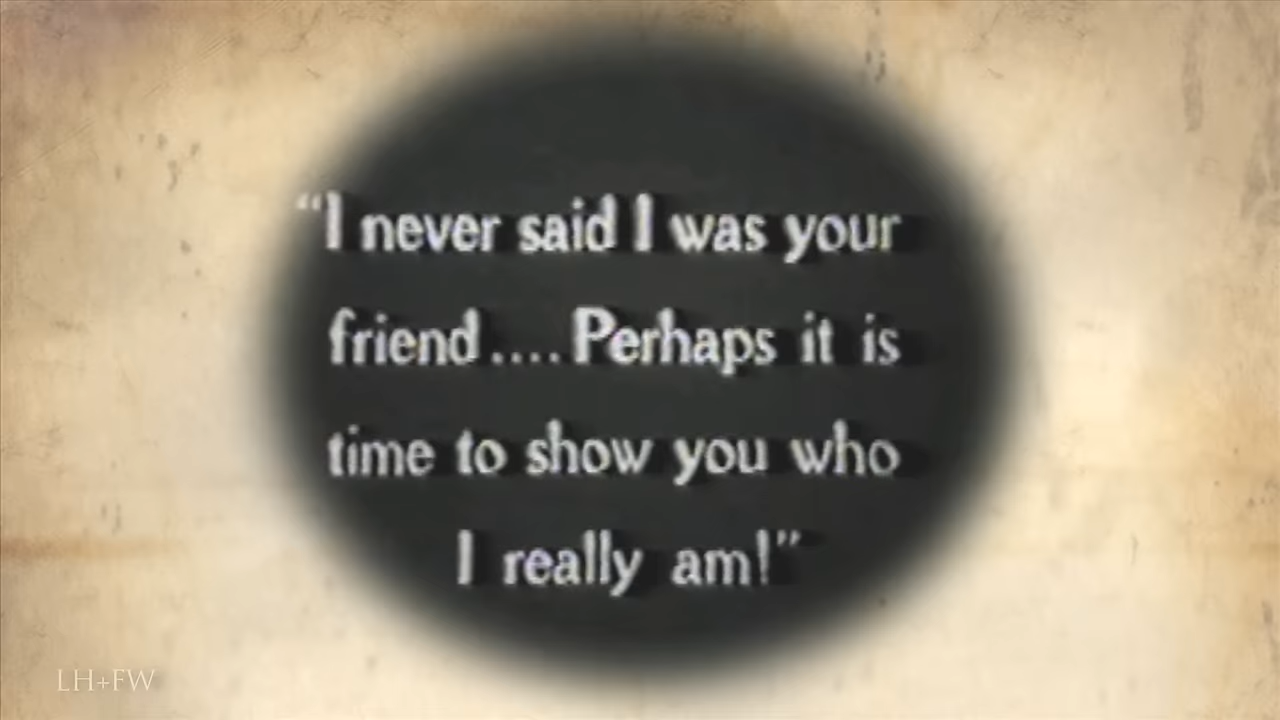 “I never said I was your
friend.... Perhaps it is
time to show you who
I really am!”
LH+FW